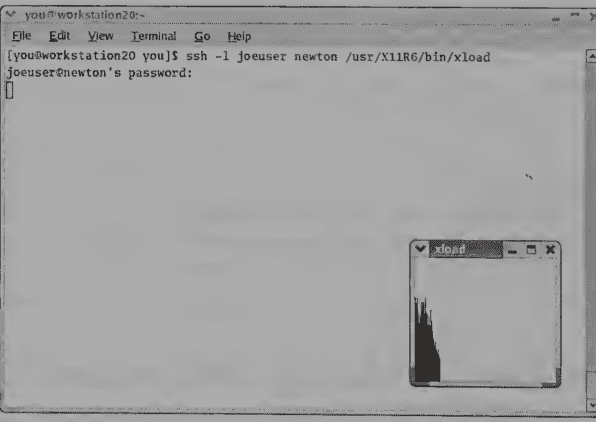 you@workstation20:~
File Edit View Terminal Go Help
[you@workstation20 you]$ ssh -l joeuser newton /usr/X11R6/bin/xload
joeuser@newton's password:
xload